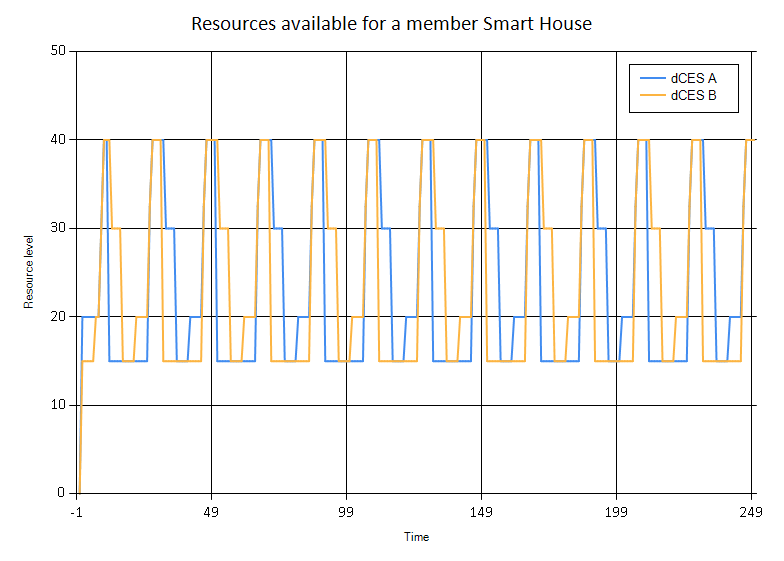 Resources available for a member Smart House
50
40
30
20
10
0
Resource level
dCES A
dCES B
-1 49 99 149 199 249
Time